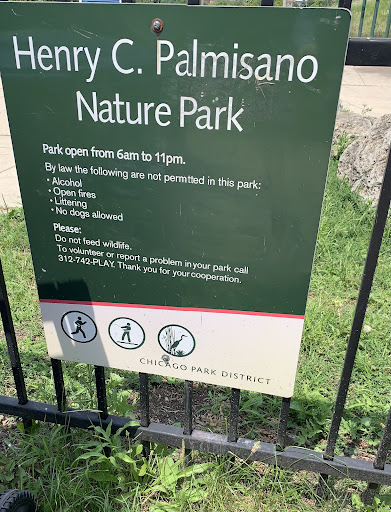 Henry C. Palmisano
Nature Park
Park open from 6am to 11pm.
By law the following are not permtted in this park:
• Alcohol
• Open fires
• Littering
• No dogs allowed
Please:
Do not feed wildlife.
To volunteer or report a problem in your park call
312-742-PLAY. Thank you for your cooperation.
CHICAGO PARK DISTRICT